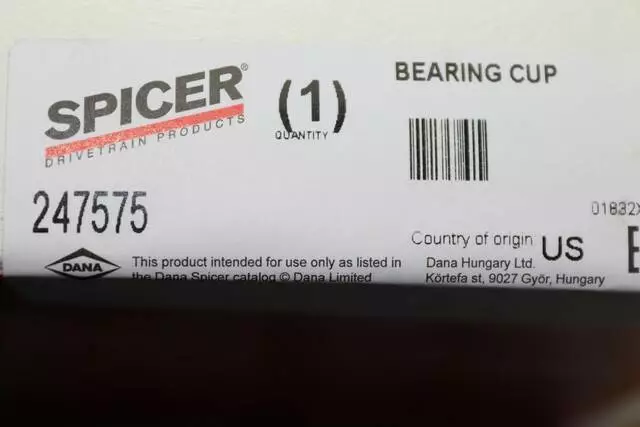 SPICER®
DRIVETRAIN PRODUCTS
(1)
QUANTITY
BEARING CUP
247575
01832X
Country of origin US
DANA
This product intended for use only as listed in
the Dana Spicer catalog © Dana Limited
Dana Hungary Ltd.
Körtefa st, 9027 Győr, Hungary